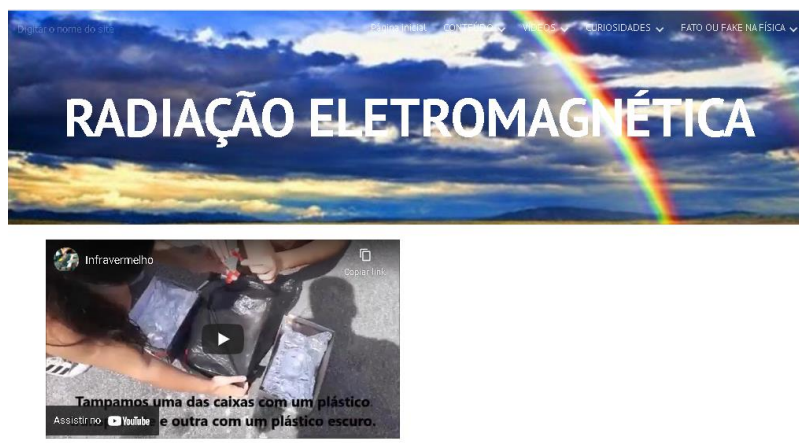 Digitar o nome do site
Página inicial CONTEÚDO VÍDEOS CURIOSIDADES FATO OU FAKE NA FÍSICA
RADIAÇÃO ELETROMAGNÉTICA
Infravermelho
Copiar link
Tampamos uma das caixas com um plástico
e outra com um plástico escuro.
Assistir no YouTube